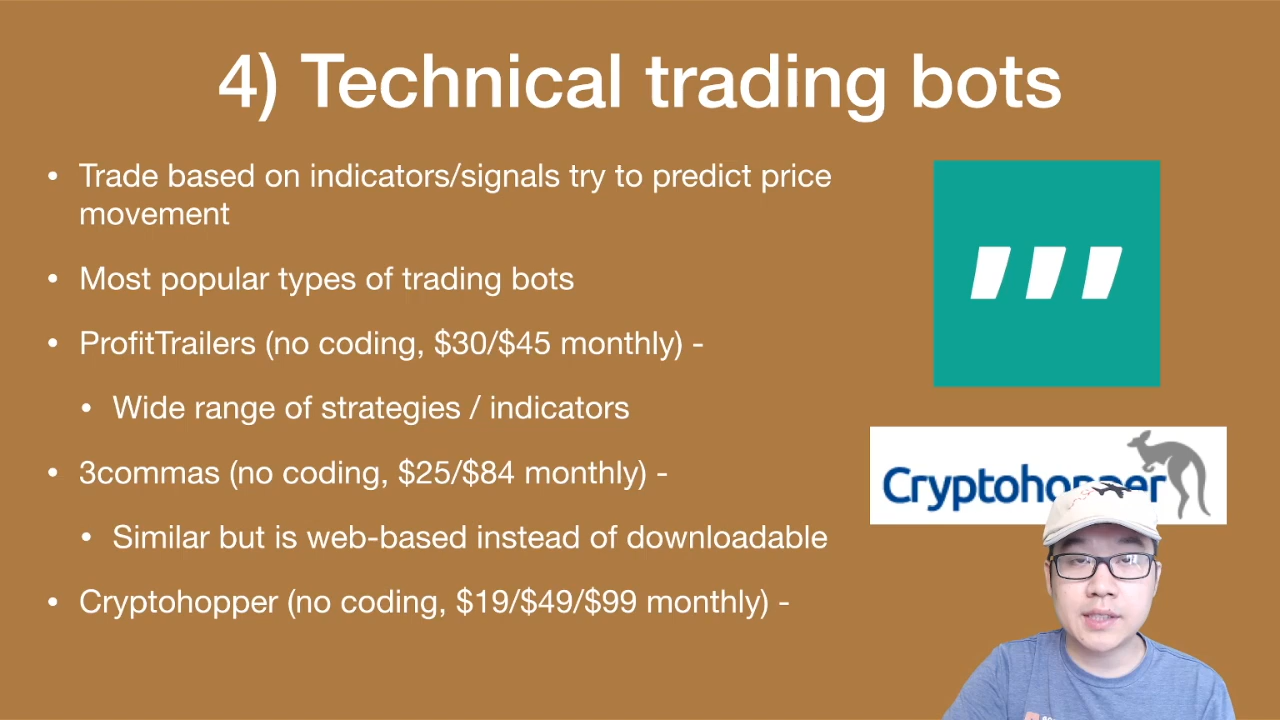 4) Technical trading bots
• Trade based on indicators/signals try to predict price
movement
• Most popular types of trading bots
• ProfitTrailers (no coding, $30/$45 monthly) -
• Wide range of strategies / indicators
• 3commas (no coding, $25/$84 monthly) -
• Similar but is web-based instead of downloadable
• Cryptohopper (no coding, $19/$49/$99 monthly) -
Cryptohopper